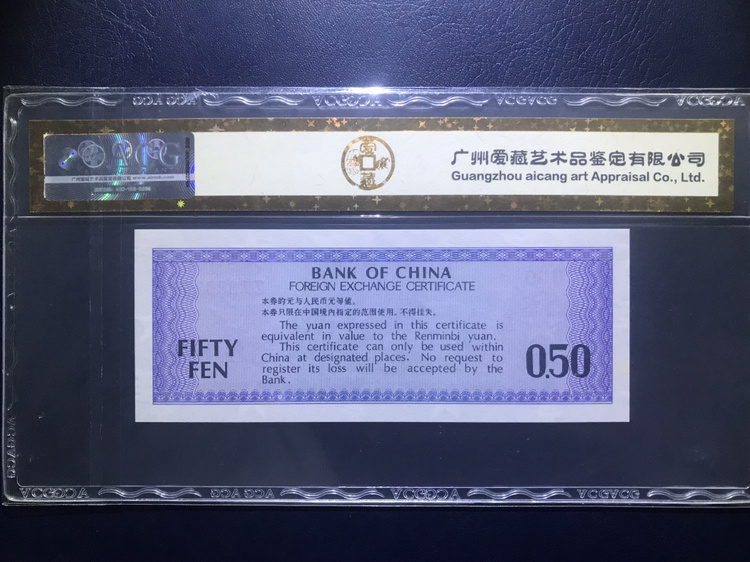 VCGVCG
广州爱藏艺术品鉴定有限公司
Guangzhou aicang art Appraisal Co., Ltd.
BANK OF CHINA
FOREIGN EXCHANGE CERTIFICATE
本券的元与人民币元等值。
本券只限在中国境内指定的范围使用，不得挂失。
The yuan expressed in this certificate is
equivalent in value to the Renminbi yuan.
This certificate can only be used within
China at designated places. No request to
register its loss will be accepted by the
Bank.
FIFTY
FEN
0.50
VCGVCG